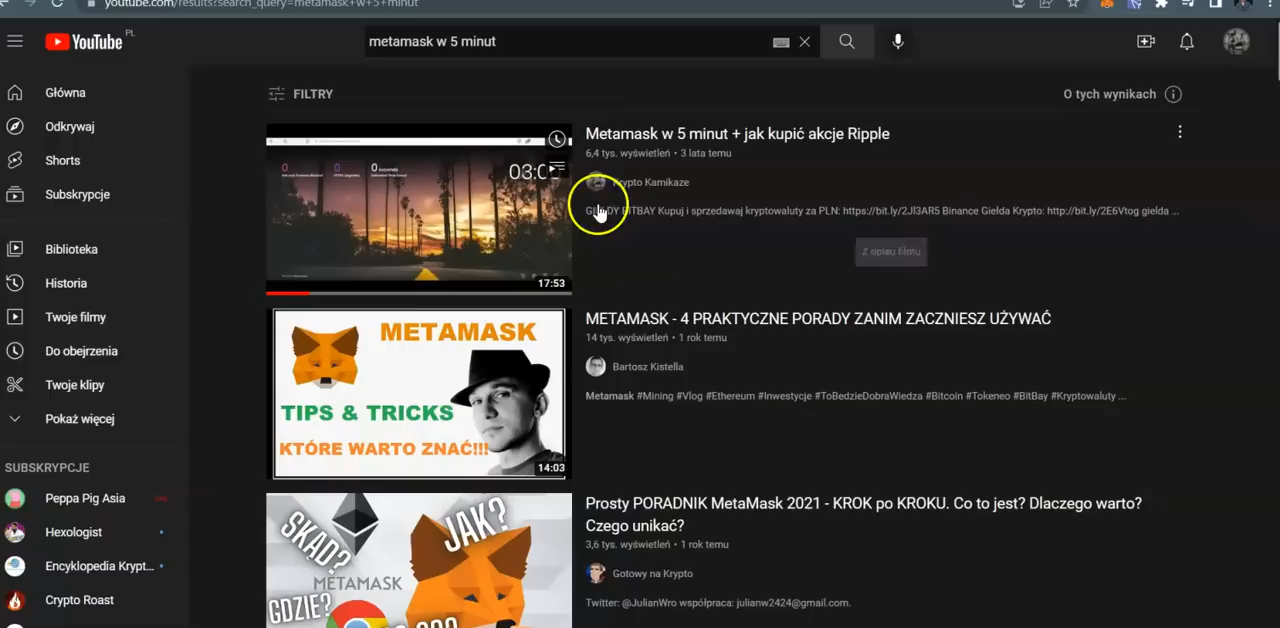 youtube.com/results?search_query=metamask+w+5+minut
YouTube PL
metamask w 5 minut
Główna
Odkrywaj
Shorts
Subskrypcje
Biblioteka
Historia
Twoje filmy
Do obejrzenia
Twoje klipy
Pokaż więcej
SUBSKRYPCJE
Peppa Pig Asia
Hexologist
Encyklopedia Krypt...
Crypto Roast
FILTRY
O tych wynikach
0 0 0
03:0
17:53
Metamask w 5 minut + jak kupić akcje Ripple
6,4 tys. wyświetleń • 3 lata temu
Krypto Kamikaze
GIEŁDY BITBAY Kupuj i sprzedawaj kryptowaluty za PLN: https://bit.ly/2JI3AR5 Binance Giełda Krypto: http://bit.ly/2E6Vtog giełda ...
Z opisu filmu
METAMASK
TIPS & TRICKS
KTÓRE WARTO ZNAĆ!!!
14:03
METAMASK - 4 PRAKTYCZNE PORADY ZANIM ZACZNIESZ UŻYWAĆ
14 tys. wyświetleń • 1 rok temu
Bartosz Kistella
Metamask #Mining #Vlog #Ethereum #Inwestycje #ToBedzieDobraWiedza #Bitcoin #Tokeneo #BitBay #Kryptowaluty ...
SKĄD?
JAK?
METAMASK
GDZIE?
Prosty PORADNIK MetaMask 2021 - KROK po KROKU. Co to jest? Dlaczego warto?
Czego unikać?
3,6 tys. wyświetleń • 1 rok temu
Gotowy na Krypto
Twitter: @JulianWro współpraca: julianw2424@gmail.com.